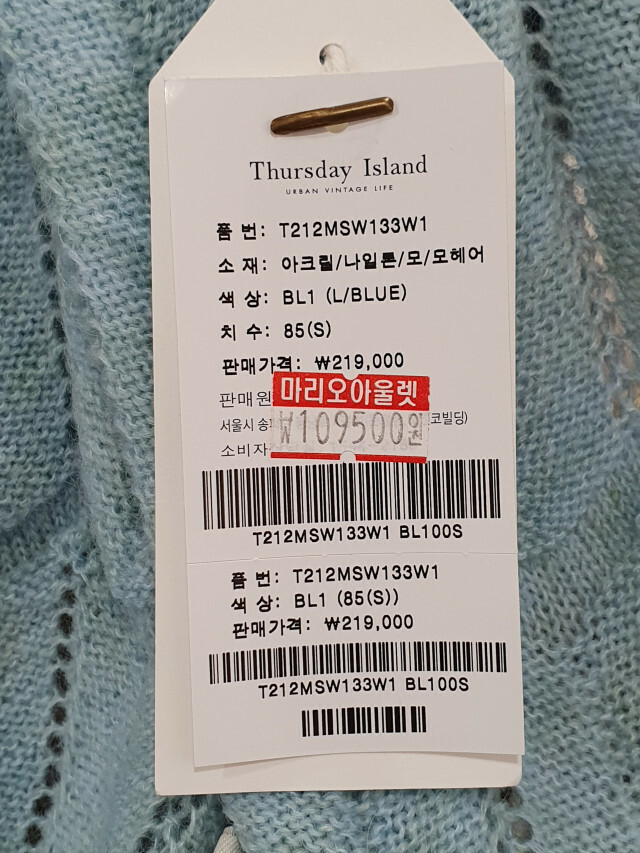 Thursday Island
URBAN VINTAGE LIFE
품 번: T212MSW133W1
소 재: 아크릴/나일론/모/모헤어
색 상: BL1 (L/BLUE)
치 수: 85(S)
판매가격: ₩219,000
판매원
마리오아울렛
서울시 코빌딩)
₩109500원
소비자
T212MSW133W1 BL100S
품 번: T212MSW133W1
색 상: BL1 (85(S))
판매가격: ₩219,000
T212MSW133W1 BL100S